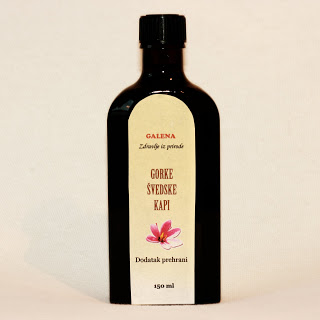 GALENA
Zdravlje iz prirode
GORKE
ŠVEDSKE
KAPI
Dodatak prehrani
150 ml